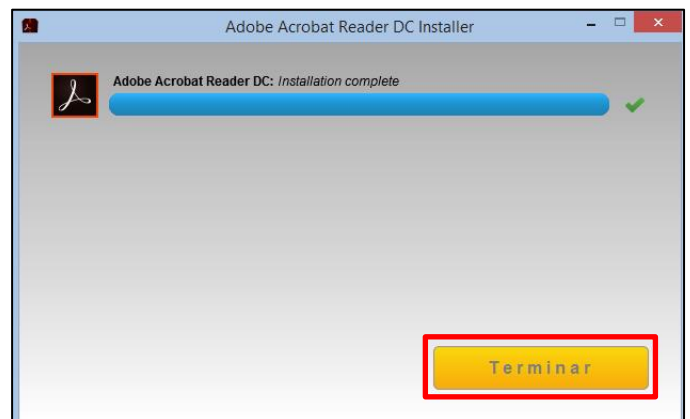 Adobe Acrobat Reader DC Installer
Adobe Acrobat Reader DC: Installation complete
Terminar